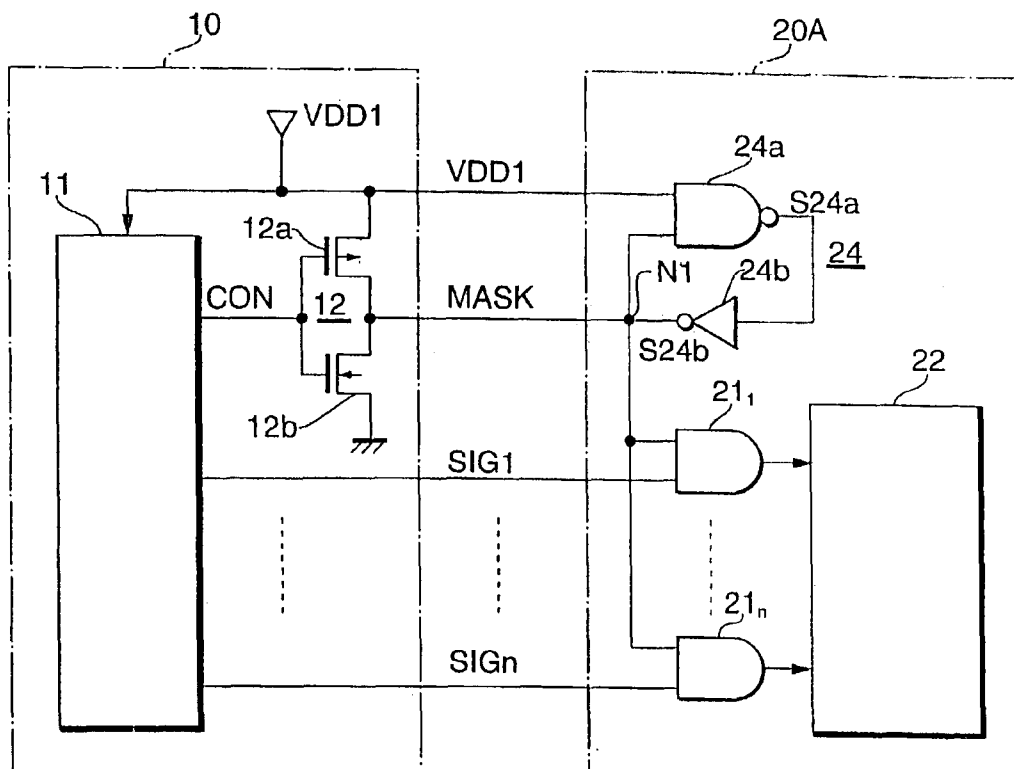 10
20A
VDD1
VDD1
24a
S24a
11
12a
24
CON
12
MASK
N1
24b
S24b
12b
22
21₁
SIG1
21ₙ
SIGn